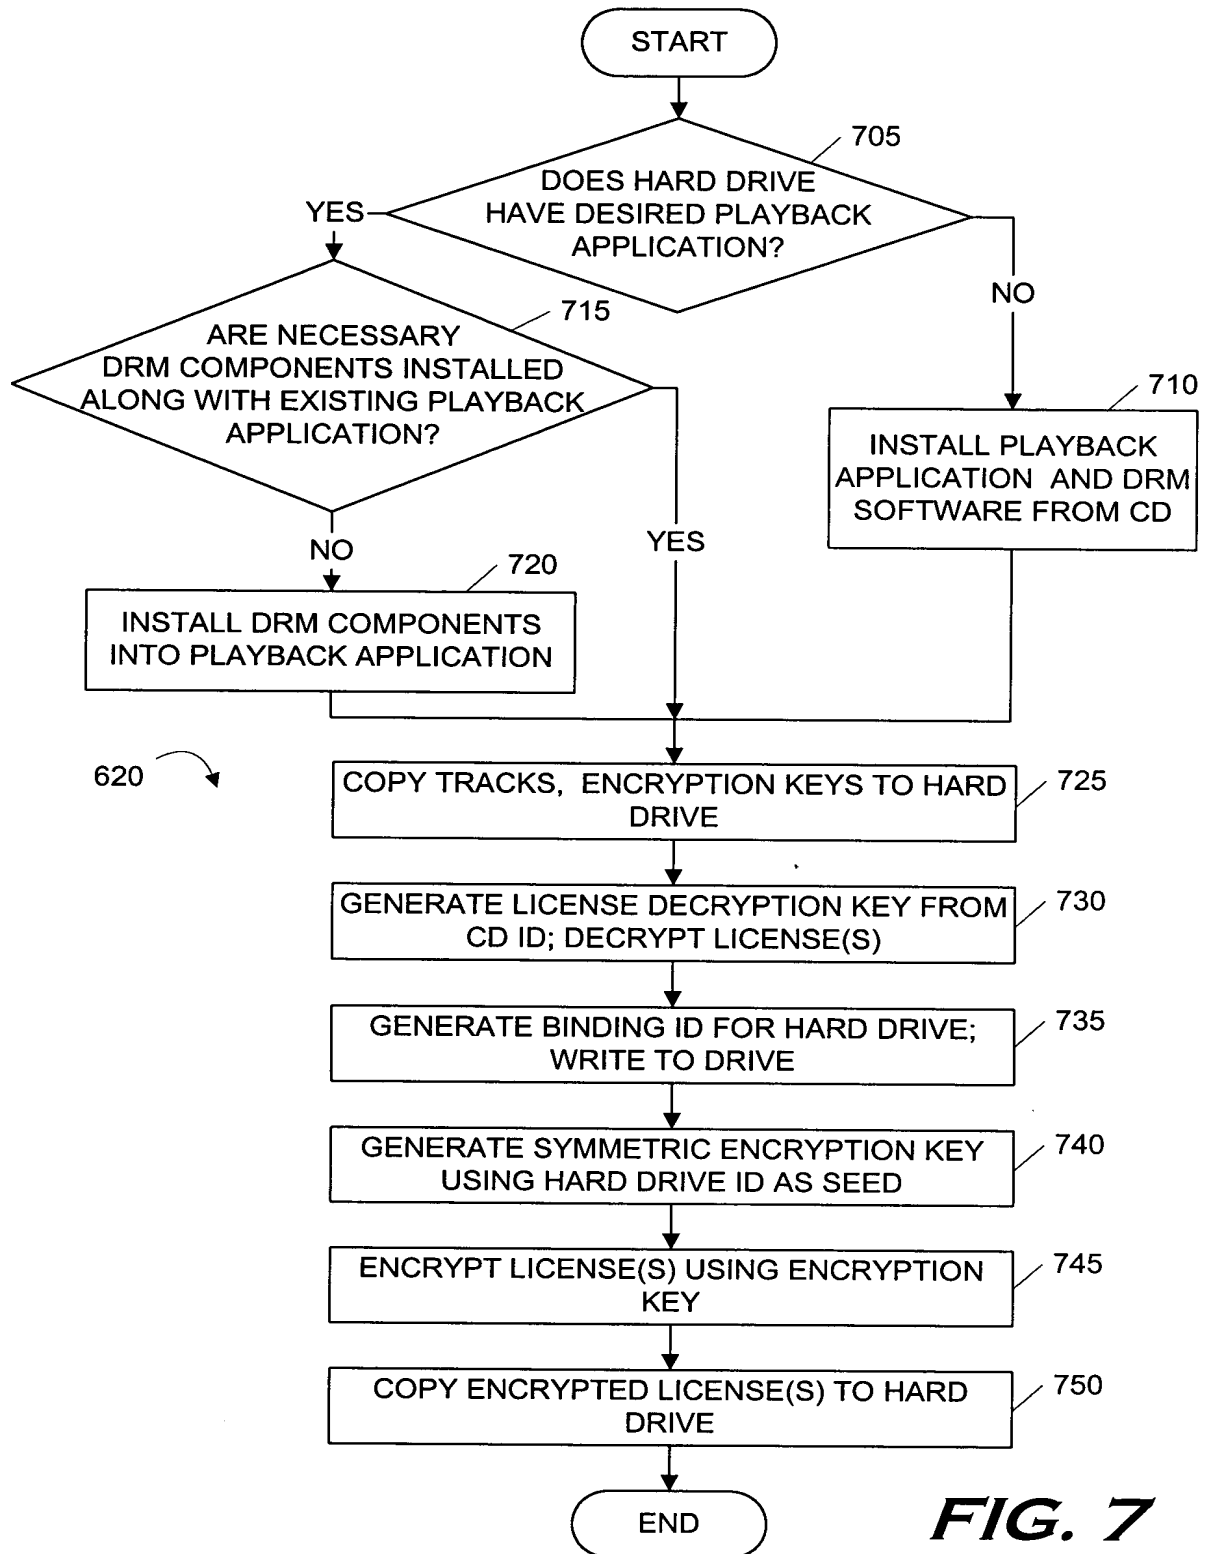 START
705
DOES HARD DRIVE
HAVE DESIRED PLAYBACK
APPLICATION?
YES
NO
715
ARE NECESSARY
DRM COMPONENTS INSTALLED
ALONG WITH EXISTING PLAYBACK
APPLICATION?
710
INSTALL PLAYBACK
APPLICATION AND DRM
SOFTWARE FROM CD
NO
YES
720
INSTALL DRM COMPONENTS
INTO PLAYBACK APPLICATION
620
COPY TRACKS, ENCRYPTION KEYS TO HARD
DRIVE
725
GENERATE LICENSE DECRYPTION KEY FROM
CD ID; DECRYPT LICENSE(S)
730
GENERATE BINDING ID FOR HARD DRIVE;
WRITE TO DRIVE
735
GENERATE SYMMETRIC ENCRYPTION KEY
USING HARD DRIVE ID AS SEED
740
ENCRYPT LICENSE(S) USING ENCRYPTION
KEY
745
COPY ENCRYPTED LICENSE(S) TO HARD
DRIVE
750
END
FIG. 7